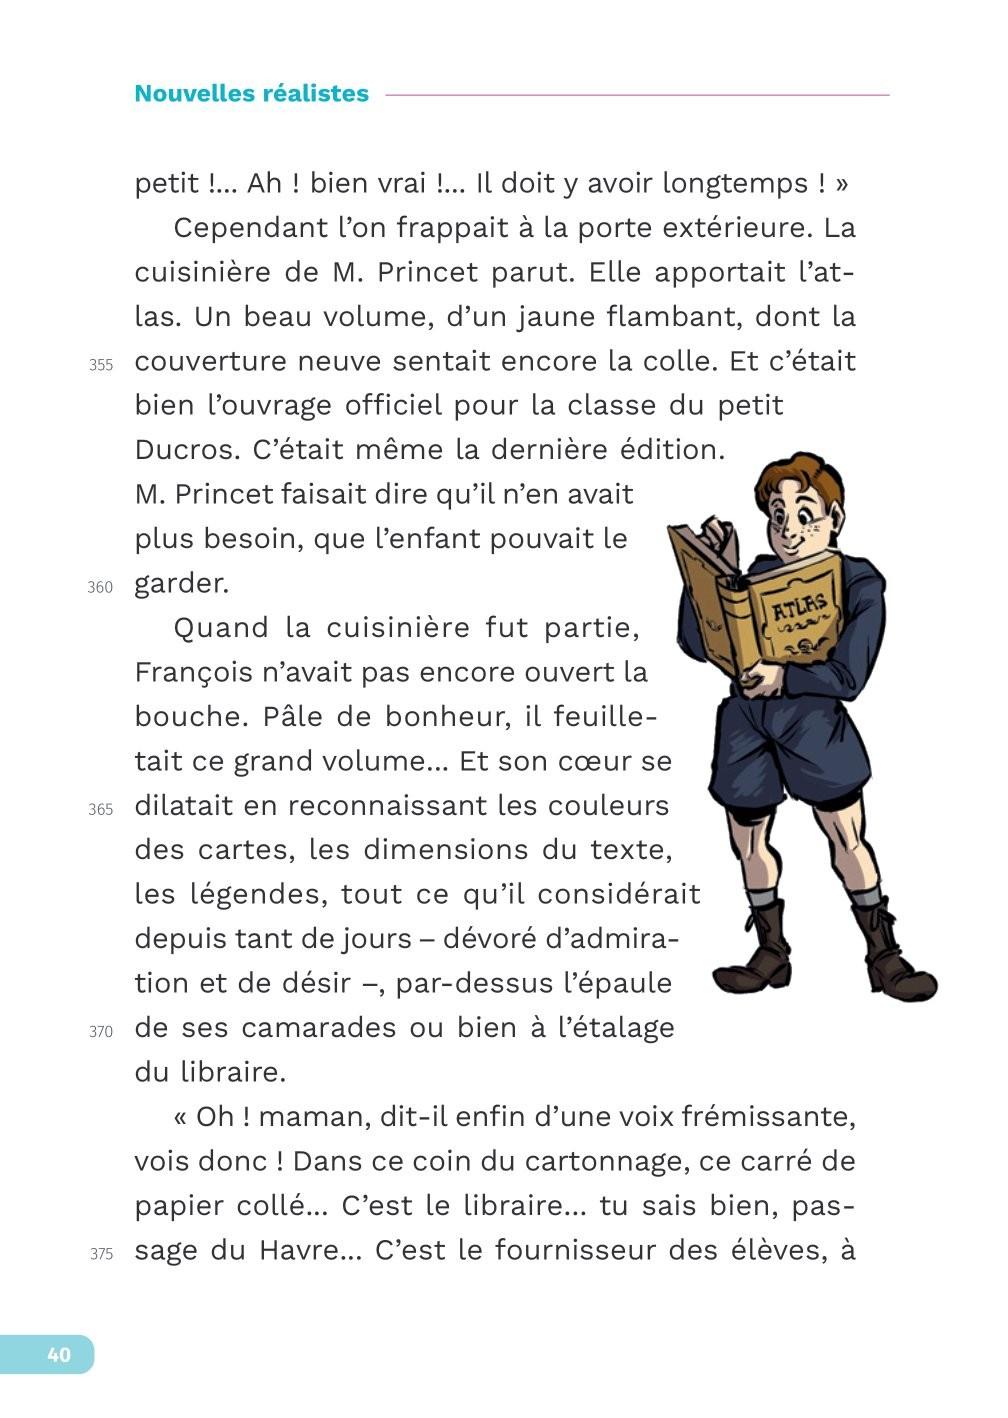 Nouvelles réalistes
petit !... Ah ! bien vrai !... Il doit y avoir longtemps ! »
Cependant l’on frappait à la porte extérieure. La
cuisinière de M. Princet parut. Elle apportait l’at-
las. Un beau volume, d’un jaune flambant, dont la
355 couverture neuve sentait encore la colle. Et c’était
bien l’ouvrage officiel pour la classe du petit
Ducros. C’était même la dernière édition.
M. Princet faisait dire qu’il n’en avait
plus besoin, que l’enfant pouvait le
360 garder.
Quand la cuisinière fut partie,
François n’avait pas encore ouvert la
bouche. Pâle de bonheur, il feuille-
tait ce grand volume... Et son cœur se
365 dilatait en reconnaissant les couleurs
des cartes, les dimensions du texte,
les légendes, tout ce qu’il considérait
depuis tant de jours – dévoré d’admira-
tion et de désir –, par-dessus l’épaule
370 de ses camarades ou bien à l’étalage
du libraire.
« Oh ! maman, dit-il enfin d’une voix frémissante,
vois donc ! Dans ce coin du cartonnage, ce carré de
papier collé... C’est le libraire... tu sais bien, pas-
375 sage du Havre... C’est le fournisseur des élèves, à
ATLAS
40